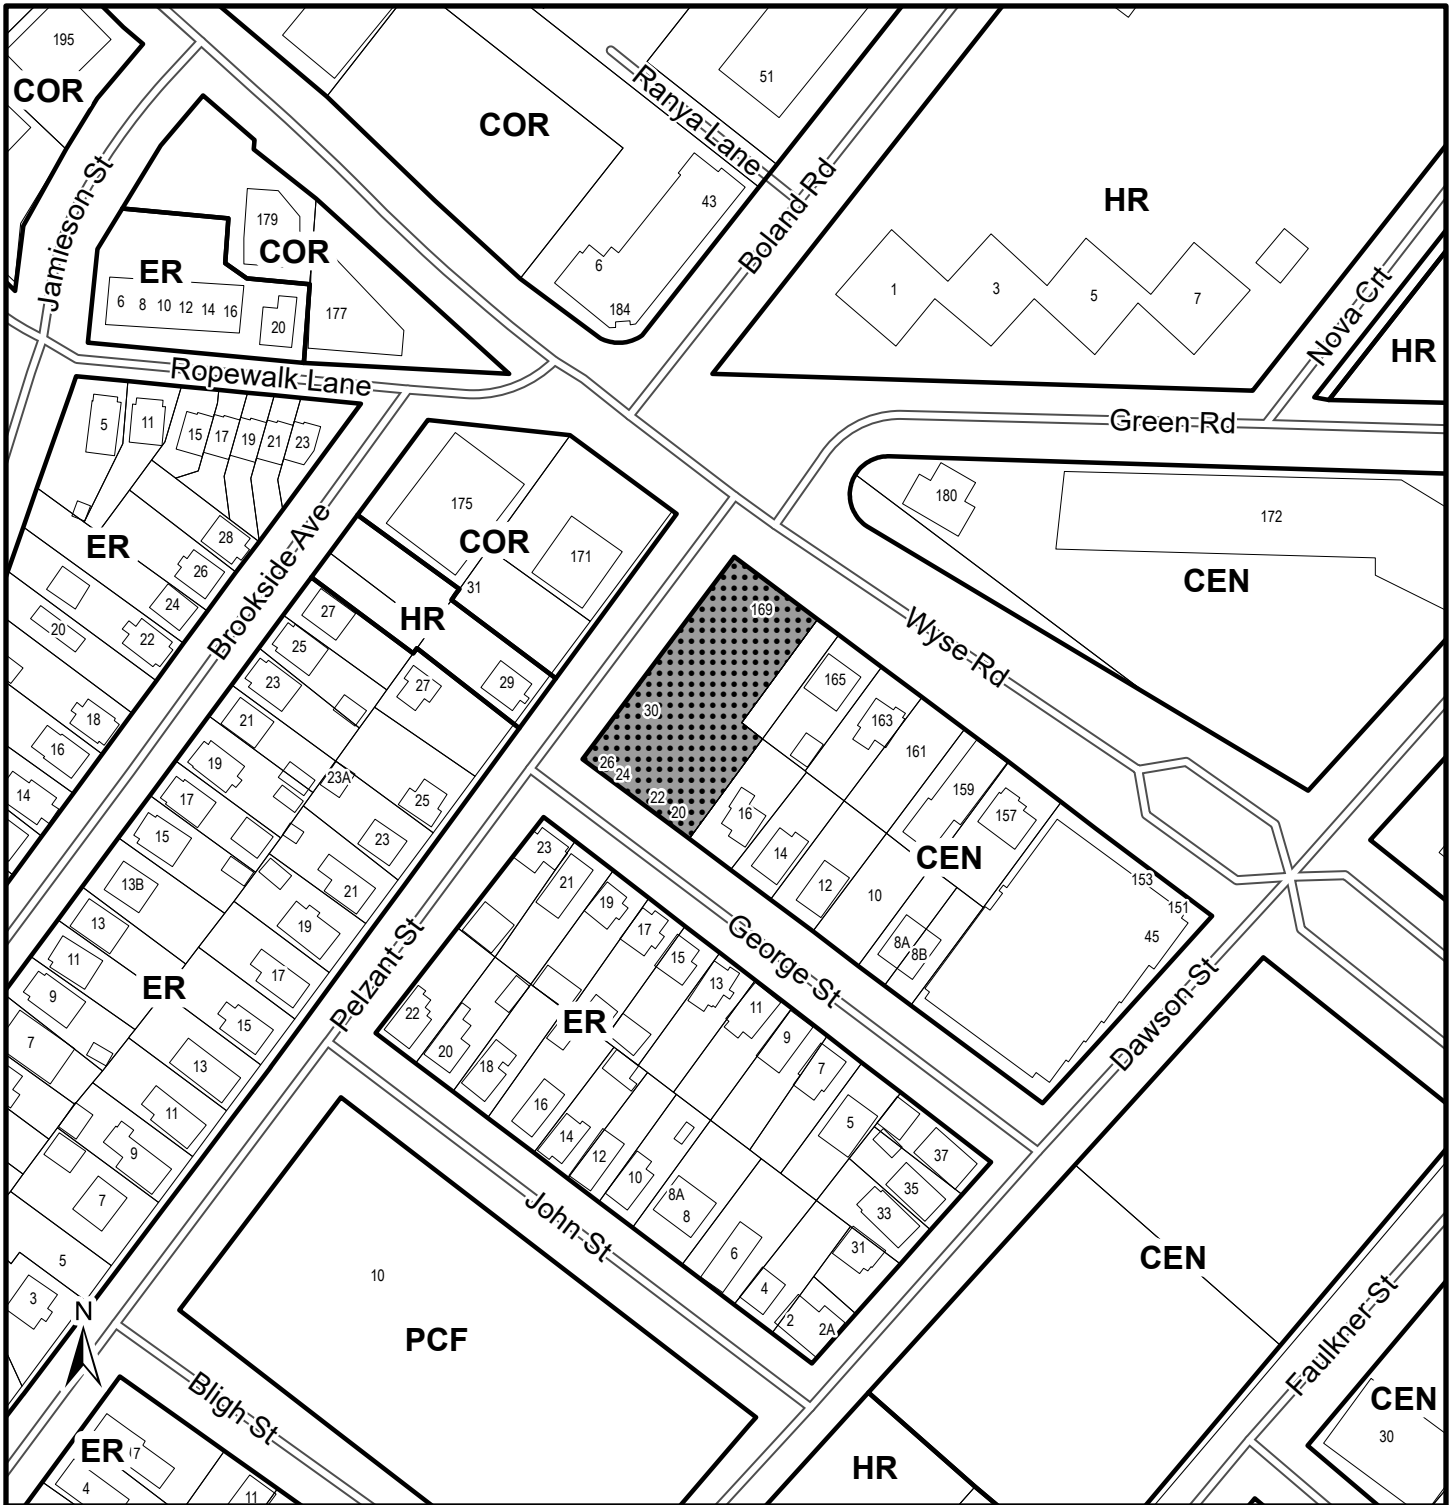 195
COR
51
Ranya Lane
COR
43
6
184
Boland Rd
HR
1
3
5
7
Nova Crt
HR
Jamieson St
179
COR
ER
6
8
10
12
14
16
20
177
Ropewalk Lane
Green Rd
5
11
15
17
19
21
23
175
COR
171
31
180
172
CEN
ER
28
26
24
22
20
18
16
14
Brookside Ave
27
HR
25
23
27
29
21
19
23A
25
17
15
23
13B
21
13
19
11
17
9
ER
15
7
13
11
9
7
5
3
N
Pelzant St
169
30
26
24
22
20
Wyse Rd
165
163
161
159
157
16
14
12
10
CEN
8A
8B
153
151
45
George St
Dawson St
23
21
19
17
15
13
11
9
7
5
37
35
33
31
ER
22
20
18
16
14
12
10
8A
8
6
4
2
2A
John St
10
PCF
CEN
Faulkner St
CEN
30
HR
Bligh St
ER
7
4
11